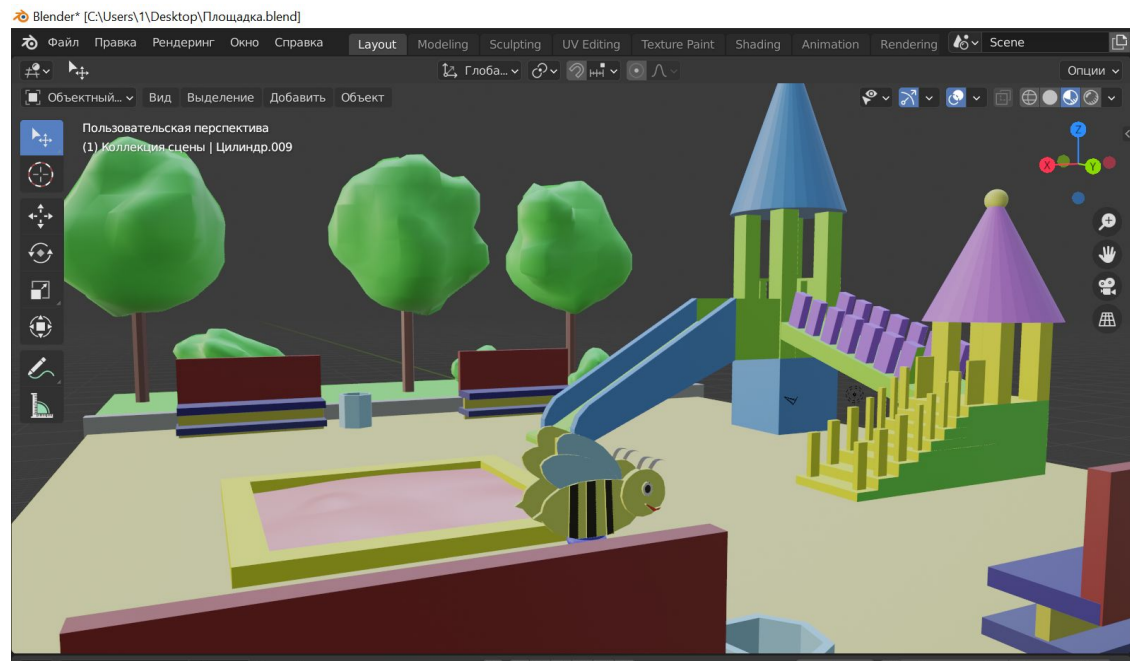 Blender* [C:\Users\1\Desktop\Площадка.blend]
Файл Правка Рендеринг Окно Справка Layout Modeling Sculpting UV Editing Texture Paint Shading Animation Rendering Scene
Глоба... Опции
Объектный... Вид Выделение Добавить Объект
Пользовательская перспектива
(1) Коллекция сцены | Цилиндр.009
Z
X Y